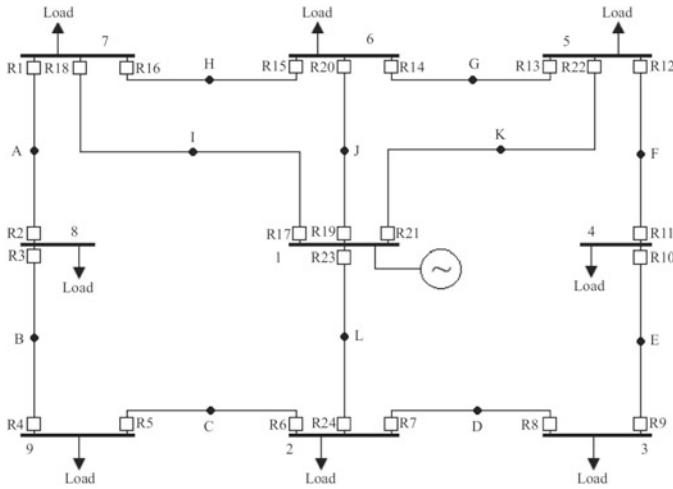 Load Load Load
7 6 5
R1 R18 R16 H R15 R20 R14 G R13 R22 R12
A I J K F
R2 8 R17 R19 R21 4 R11
R3 1 R23 R10
Load Load
B L E
R4 R5 C R6 R24 R7 D R8 R9
9 2 3
Load Load Load